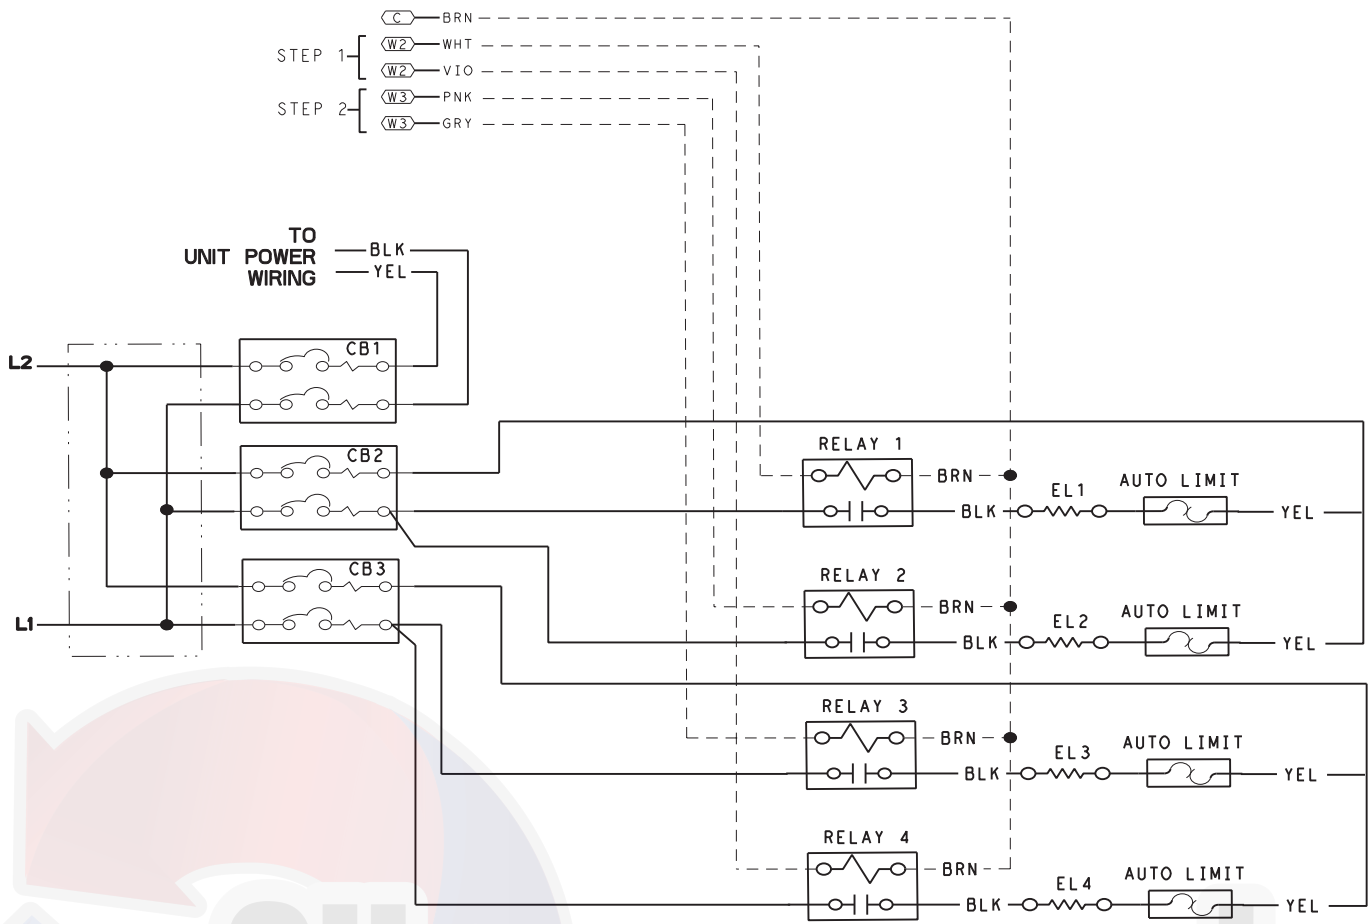 C BRN
STEP 1 W2 WHT
W2 VIO
STEP 2 W3 PNK
W3 GRY
TO
UNIT POWER
WIRING
BLK
YEL
L2
CB1
CB2
CB3
L1
RELAY 1
BRN
EL1
AUTO LIMIT
BLK
YEL
RELAY 2
BRN
EL2
AUTO LIMIT
BLK
YEL
RELAY 3
BRN
EL3
AUTO LIMIT
BLK
YEL
RELAY 4
BRN
EL4
AUTO LIMIT
BLK
YEL